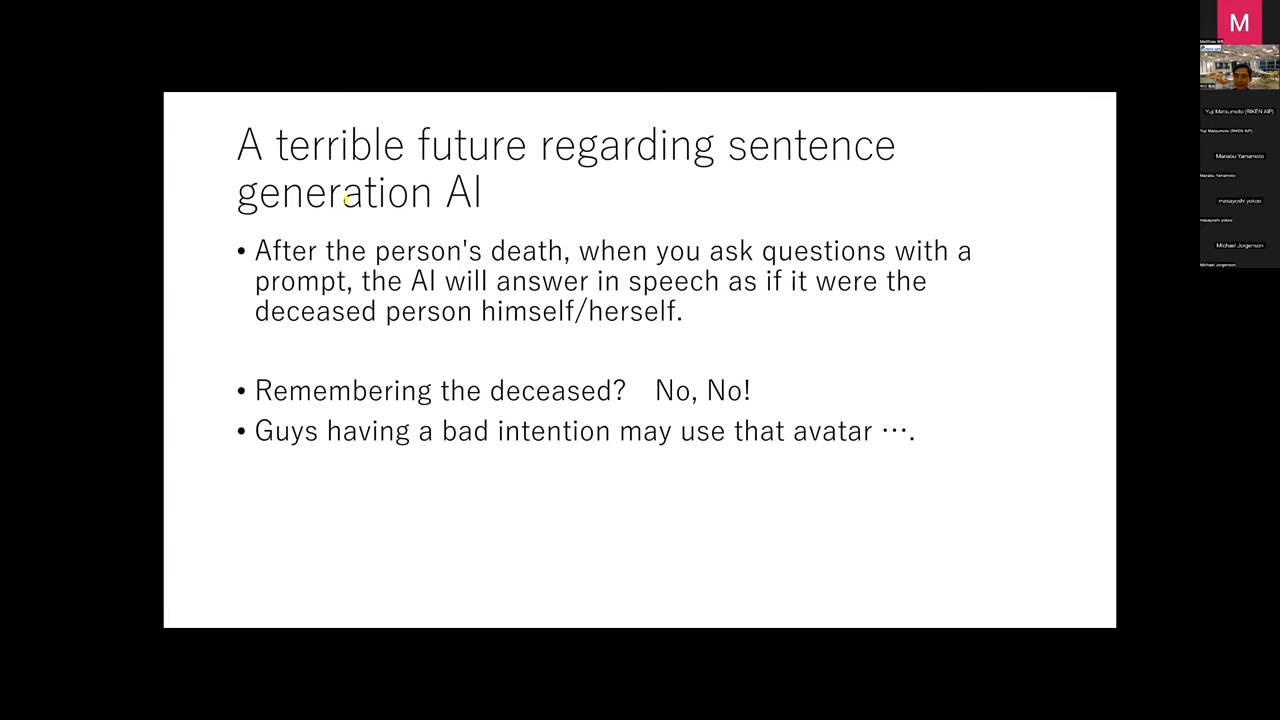 A terrible future regarding sentence
generation AI
• After the person's death, when you ask questions with a
prompt, the AI will answer in speech as if it were the
deceased person himself/herself.
• Remembering the deceased? No, No!
• Guys having a bad intention may use that avatar ….
M
Yuji Matsumoto (RIKEN AIP)
Yuji Matsumoto (RIKEN AIP)
Manabu Yamamoto
Manabu Yamamoto
masayoshi yokoo
masayoshi yokoo
Michael Jorgenson
Michael Jorgenson